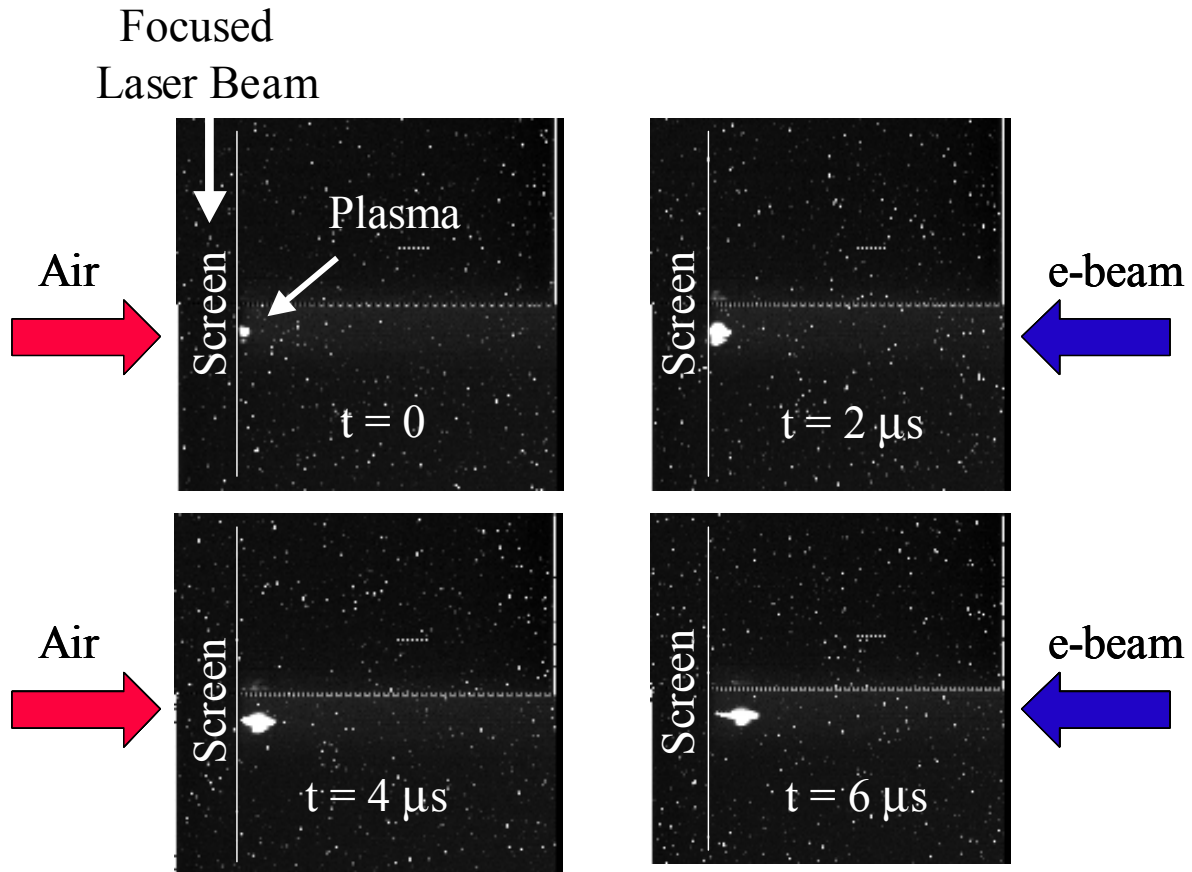 Focused
Laser Beam
Plasma
Screen
Air
t = 0
Screen
e-beam
t = 2 μs
Screen
Air
t = 4 μs
Screen
e-beam
t = 6 μs